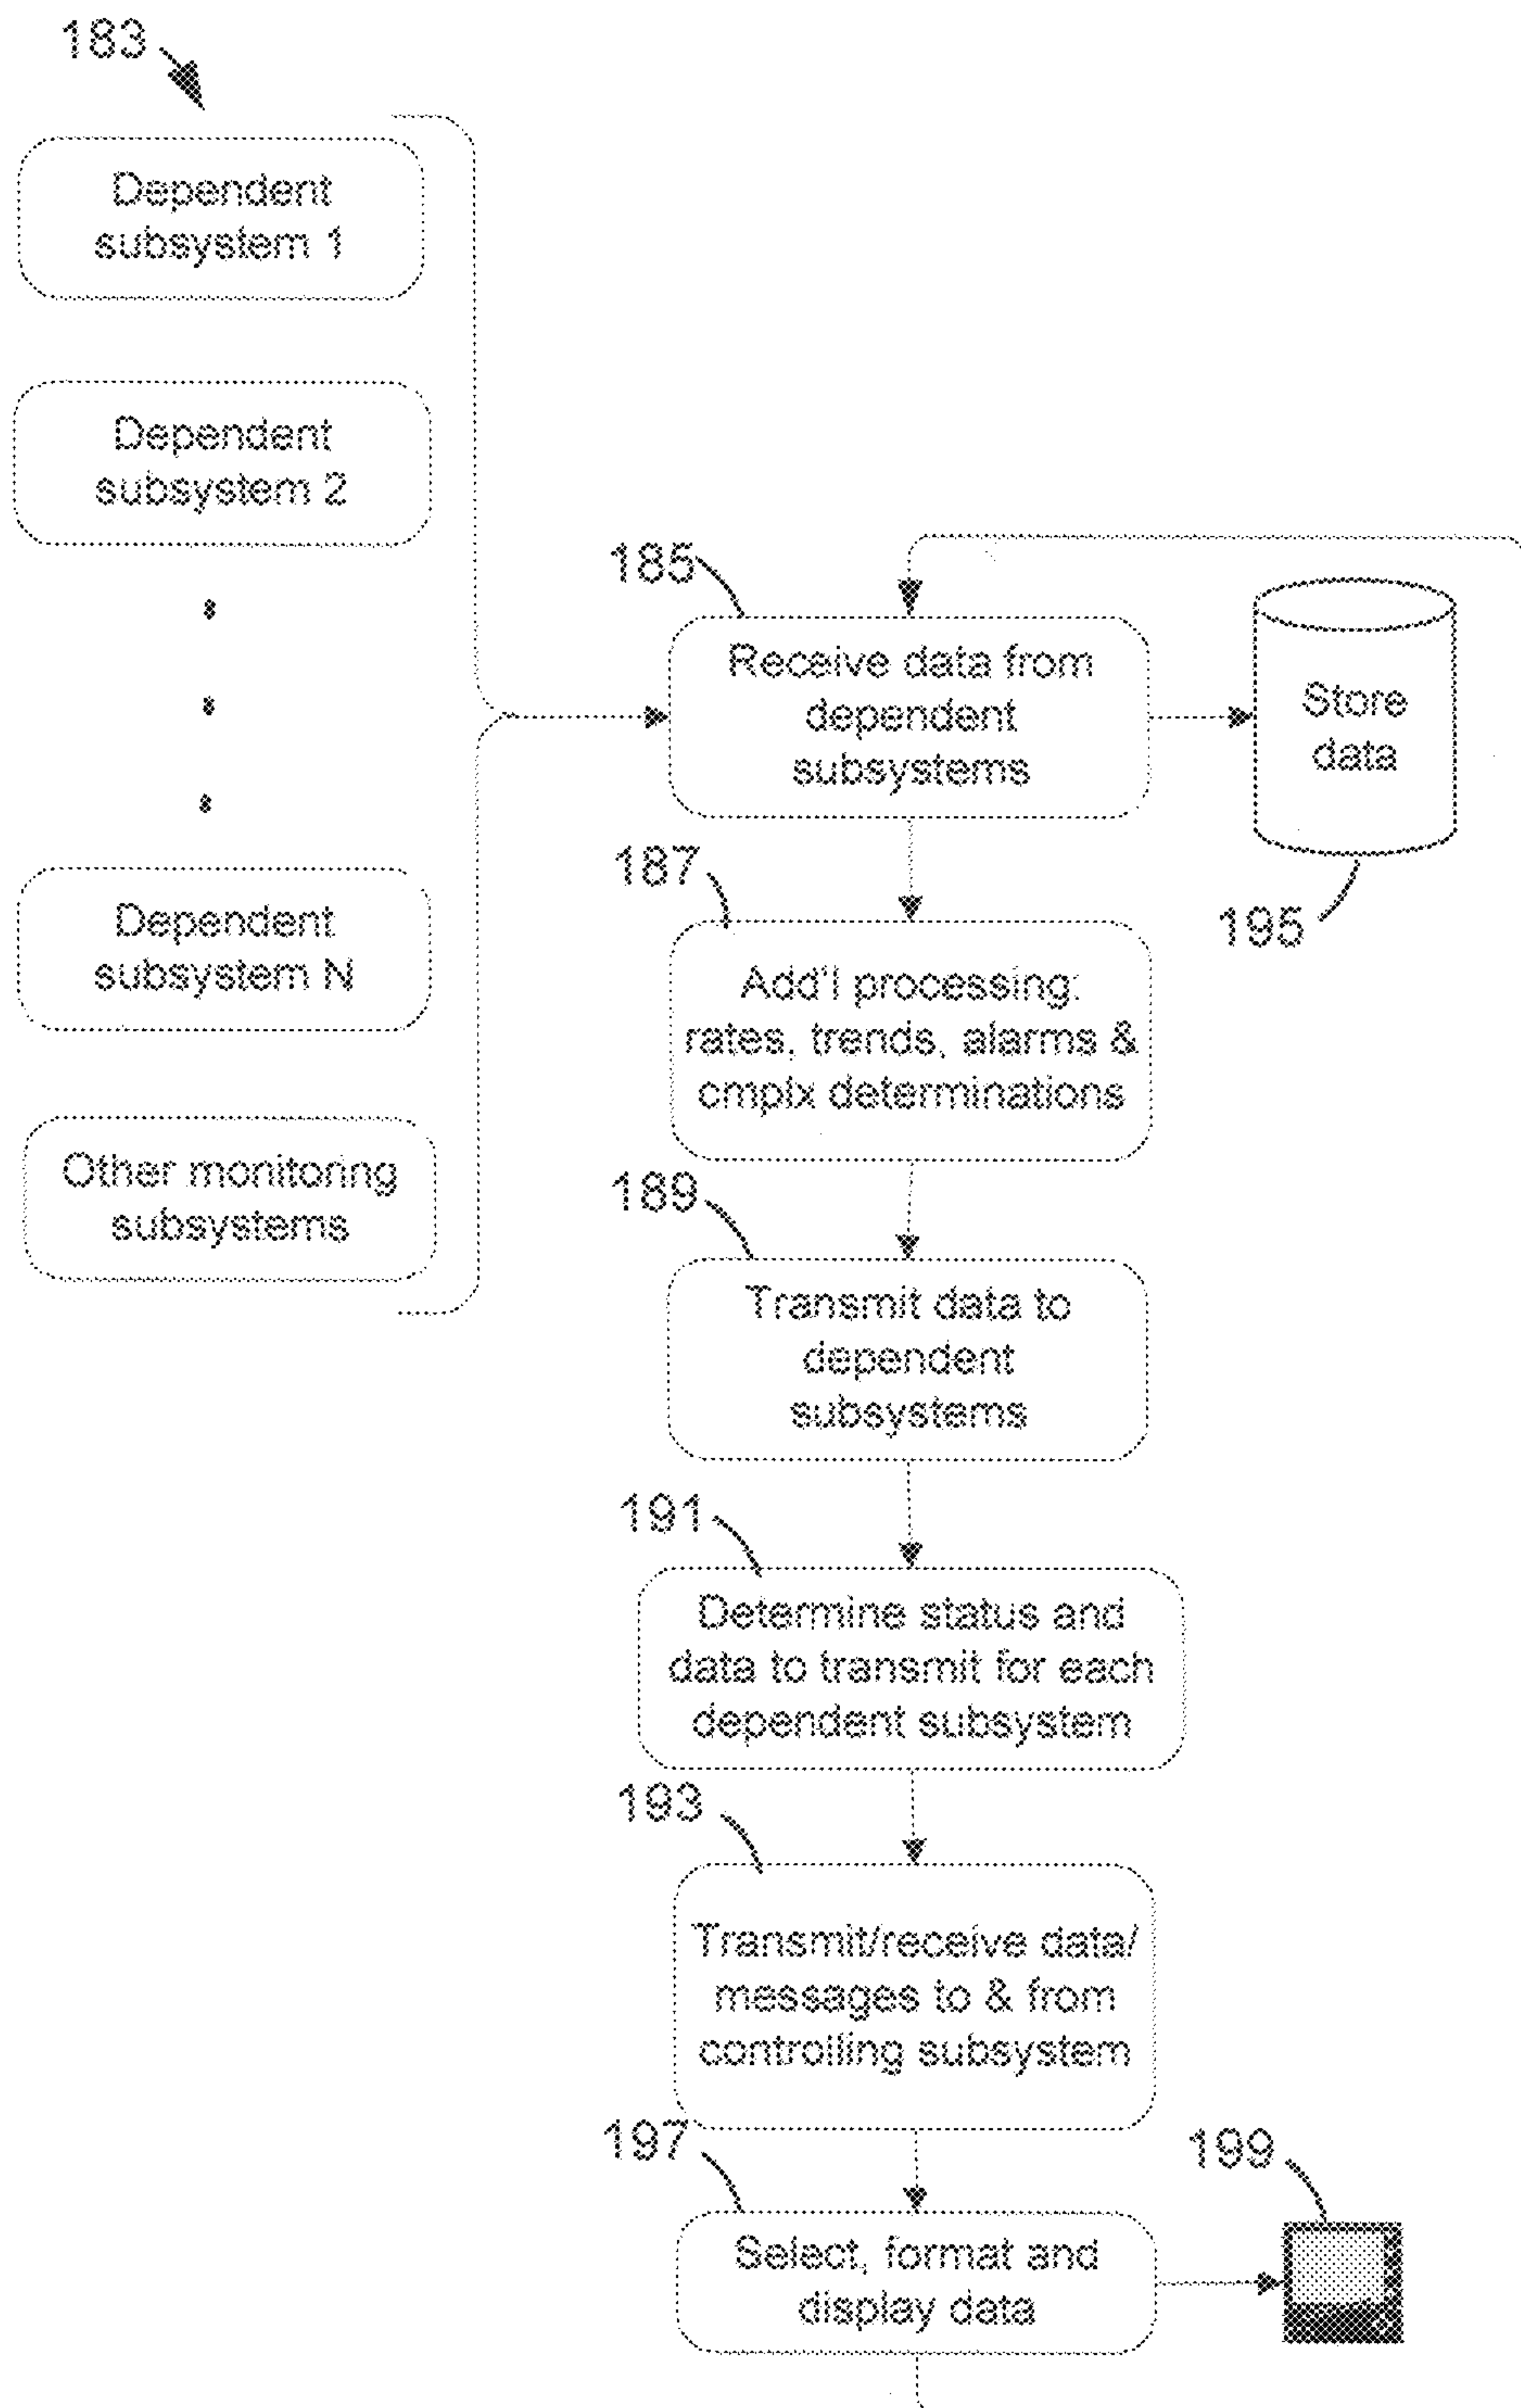 183
Dependent
subsystem 1
Dependent
subsystem 2
Dependent
subsystem N
Other monitoring
subsystems
185
Receive data from
dependent
subsystems
Store
data
195
187
Add'l processing:
rates, trends, alarms &
cmplx determinations
189
Transmit data to
dependent
subsystems
191
Determine status and
data to transmit for each
dependent subsystem
193
Transmit/receive data/
messages to & from
controlling subsystem
197
Select, format and
display data
199